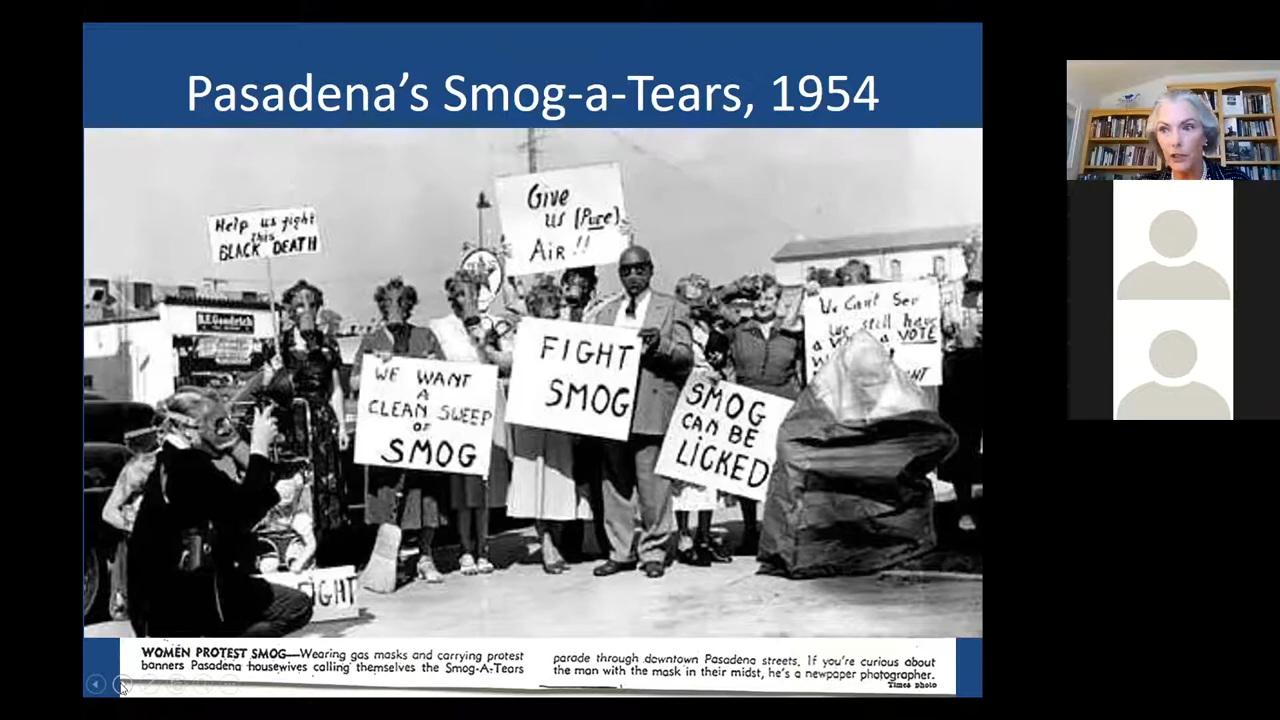 Pasadena's Smog-a-Tears, 1954
Help us fight
this
BLACK DEATH
Give
us (Pure)
Air!!
B.F. Goodrich
WE WANT
A
CLEAN SWEEP
OF
SMOG
FIGHT
SMOG
SMOG
CAN BE
LICKED
We Can't See
We still have
a VOTE
FIGHT
WOMEN PROTEST SMOG—Wearing gas masks and carrying protest
banners Pasadena housewives calling themselves the Smog-A-Tears
parade through downtown Pasadena streets. If you're curious about
the man with the mask in their midst, he's a newpaper photographer.
Times photo